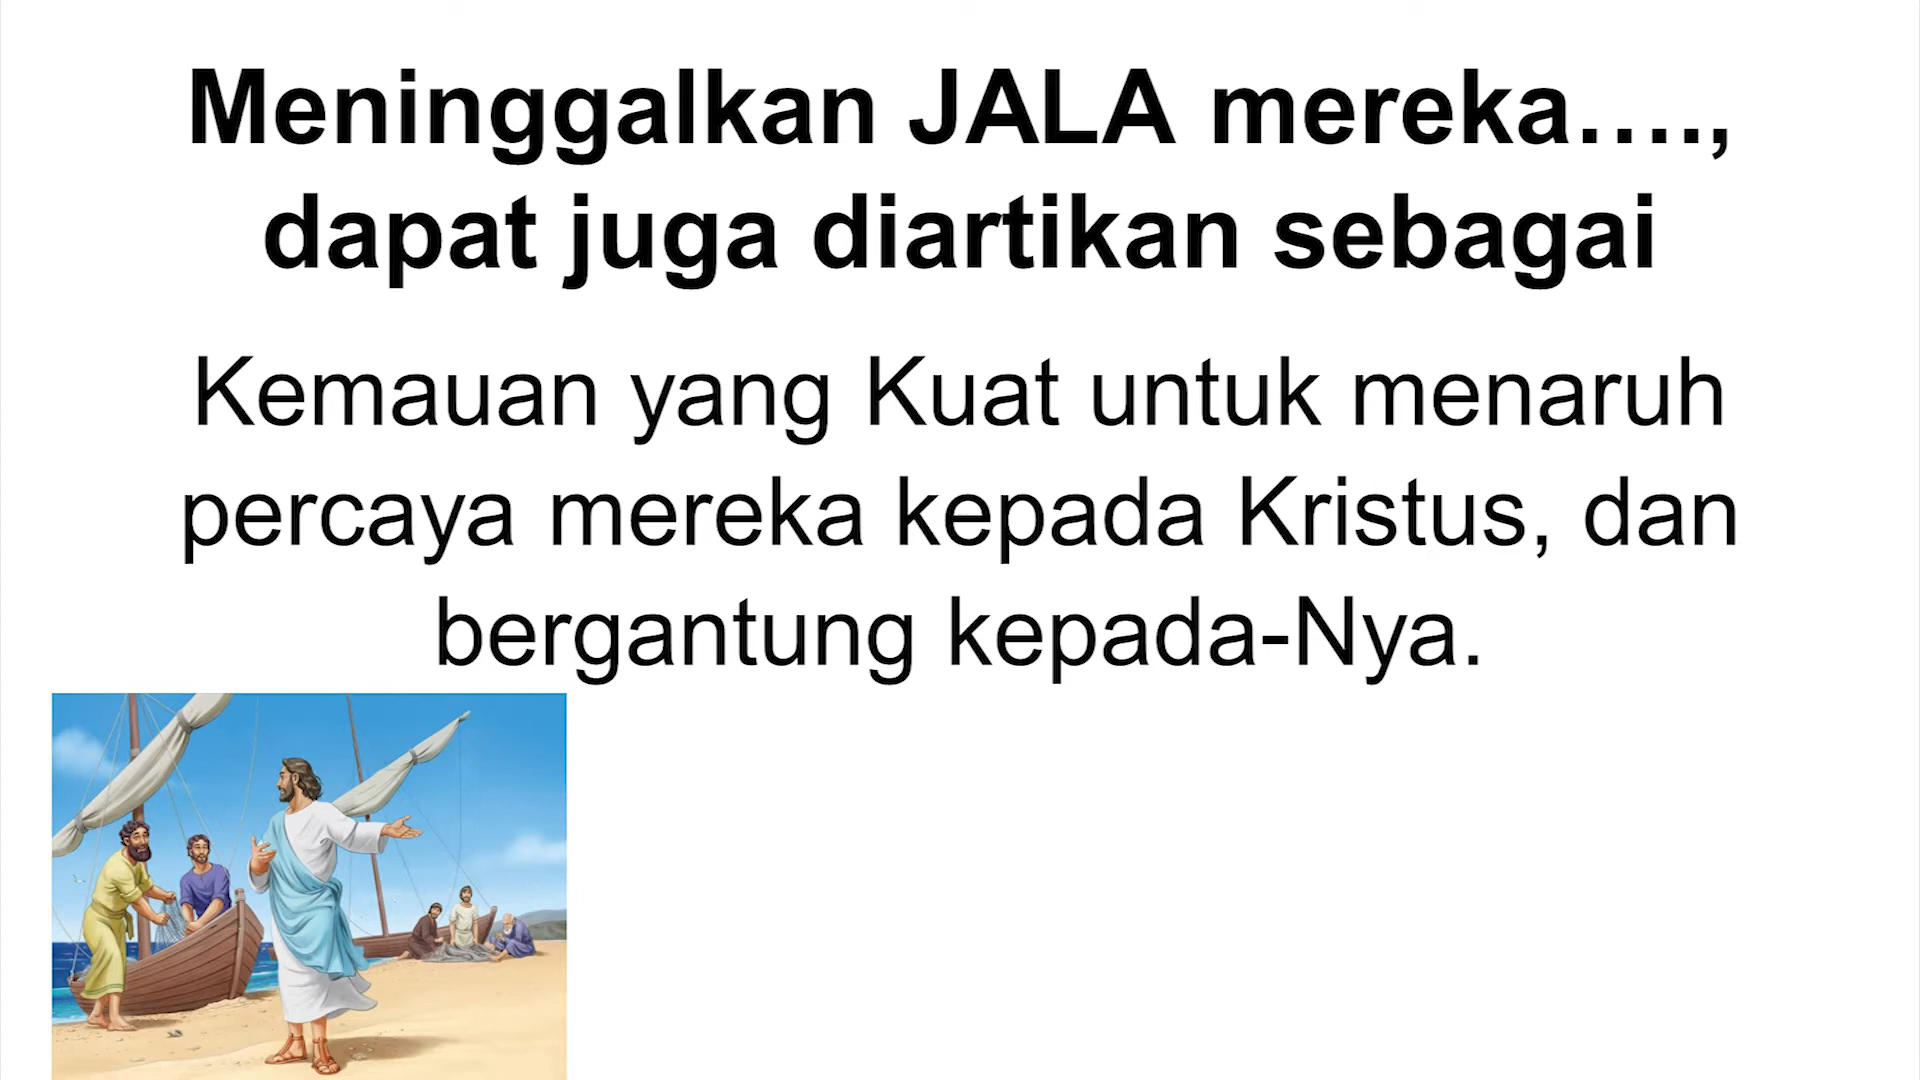 Meninggalkan JALA mereka….,
dapat juga diartikan sebagai
Kemauan yang Kuat untuk menaruh
percaya mereka kepada Kristus, dan
bergantung kepada-Nya.